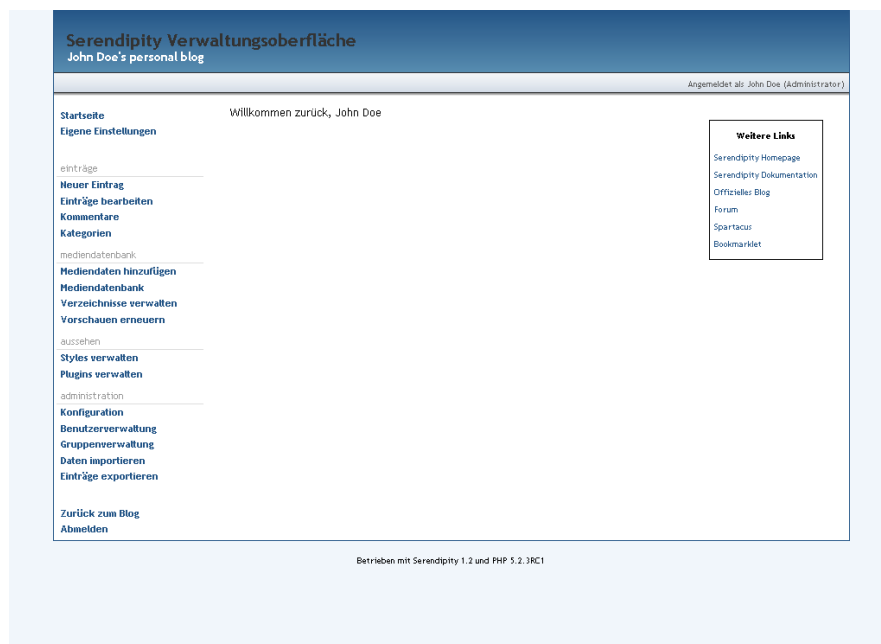 Serendipity Verwaltungsoberfläche
John Doe's personal blog
Angemeldet als John Doe (Administrator)
Startseite
Eigene Einstellungen
einträge
Neuer Eintrag
Einträge bearbeiten
Kommentare
Kategorien
mediendatenbank
Mediendaten hinzufügen
Mediendatenbank
Verzeichnisse verwalten
Vorschauen erneuern
aussehen
Styles verwalten
Plugins verwalten
administration
Konfiguration
Benutzerverwaltung
Gruppenverwaltung
Daten importieren
Einträge exportieren
Zurück zum Blog
Abmelden
Willkommen zurück, John Doe
Weitere Links
Serendipity Homepage
Serendipity Dokumentation
Offizielles Blog
Forum
Spartacus
Bookmarklet
Betrieben mit Serendipity 1.2 und PHP 5.2.3RC1